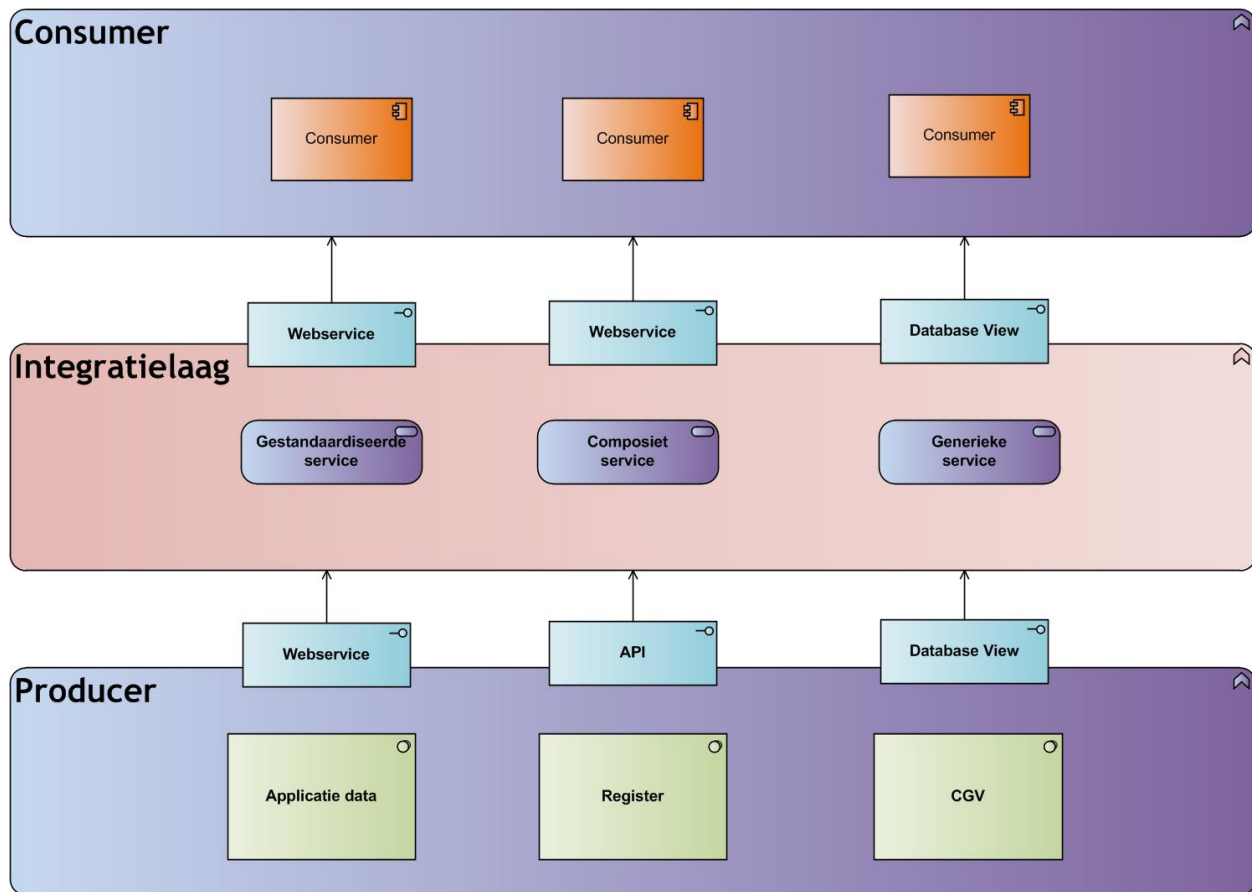 Consumer
Consumer
Consumer
Consumer
Webservice
Webservice
Database View
Integratielaag
Gestandaardiseerde
service
Composiet
service
Generieke
service
Webservice
API
Database View
Producer
Applicatie data
Register
CGV